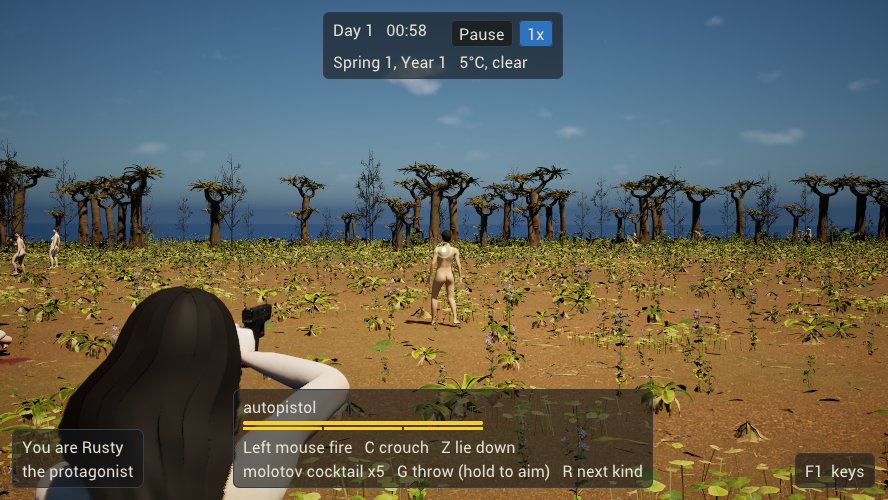 Day 1 00:58 Pause 1x
Spring 1, Year 1 5°C, clear
autopistol
Left mouse fire C crouch Z lie down
molotov cocktail x5 G throw (hold to aim) R next kind
You are Rusty
the protagonist
F1 keys